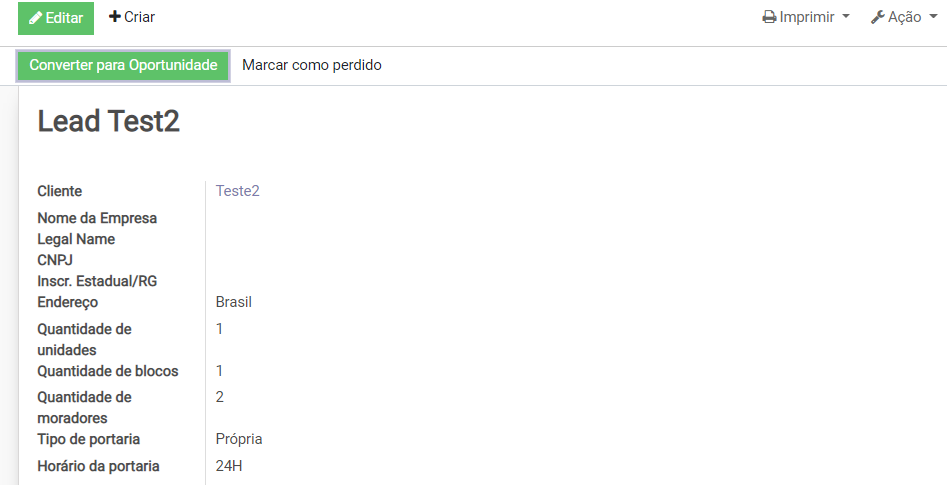 Editar Criar Imprimir Ação
Converter para Oportunidade Marcar como perdido
Lead Test2
Cliente Teste2
Nome da Empresa
Legal Name
CNPJ
Inscr. Estadual/RG
Endereço Brasil
Quantidade de 1
unidades
Quantidade de blocos 1
Quantidade de 2
moradores
Tipo de portaria Própria
Horário da portaria 24H